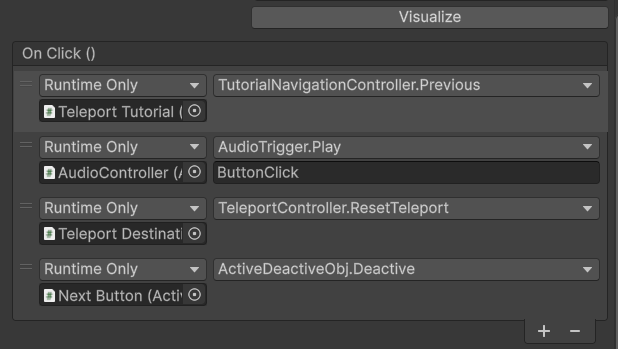 Visualize
On Click ()
Runtime Only TutorialNavigationController.Previous
Teleport Tutorial (
Runtime Only AudioTrigger.Play
AudioController (A ButtonClick
Runtime Only TeleportController.ResetTeleport
Teleport Destinati
Runtime Only ActiveDeactiveObj.Deactive
Next Button (Activ
+ −